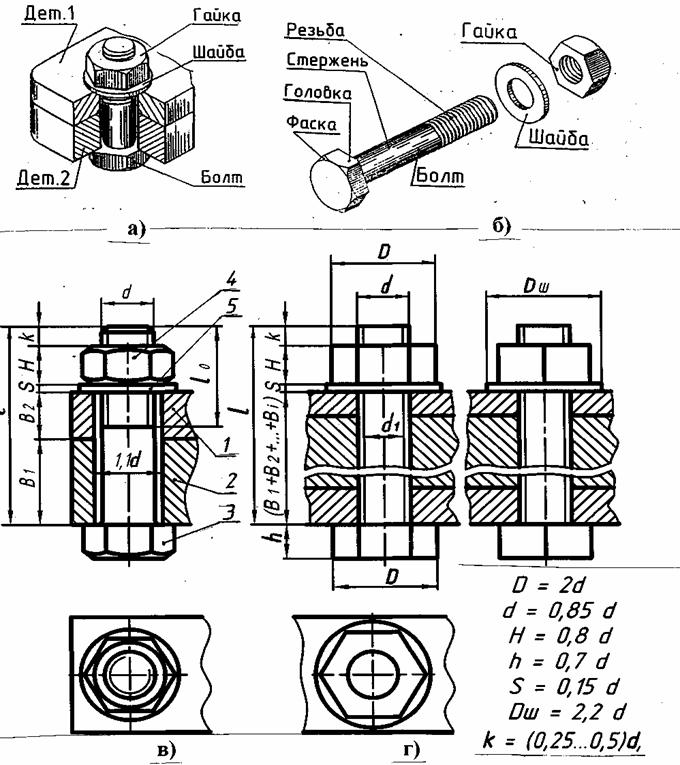 Дет.1
Гайка
Шайба
Дет.2
Болт
а)
Резьба
Стержень
Головка
Фаска
Гайка
Шайба
Болт
б)
d
4
5
k
H
S
B2
B1
l
l0
1,1d
1
2
3
в)
D
d
Dш
k
H
S
l
(B1+B2+...+Bi)
d1
h
D
г)
D = 2d
d = 0,85 d
H = 0,8 d
h = 0,7 d
S = 0,15 d
Dш = 2,2 d
k = (0,25...0,5)d,